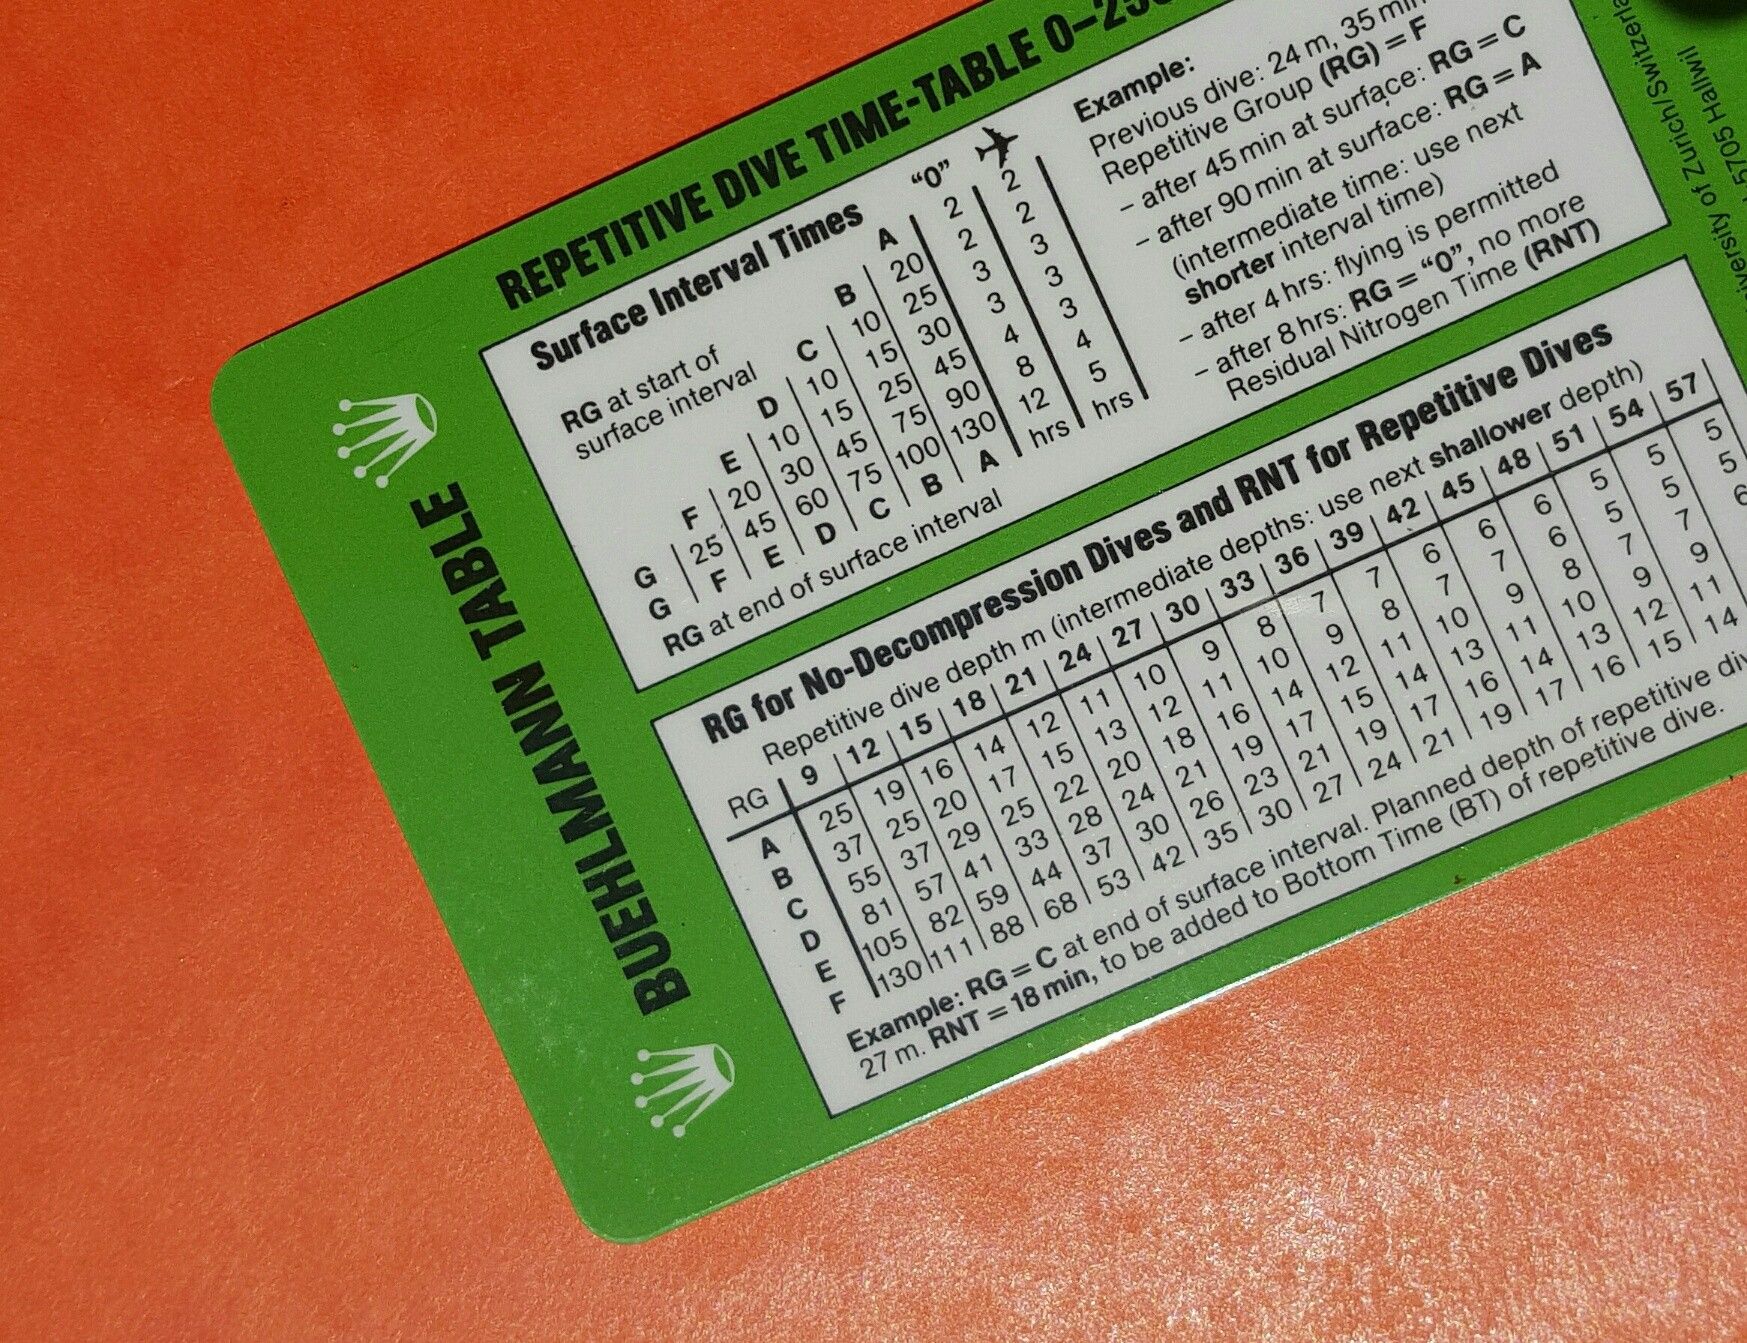 REPETITIVE DIVE TIME-TABLE 0–
Surface Interval Times
RG at start of
surface interval
"0"
A 2 2
B 20 2 2
C 10 25 3 3
D 10 15 30 3 3
E 10 15 25 45 4 3
F 20 30 45 75 90 8 4
G 25 45 60 75 100 130 12 5
G F E D C B A hrs hrs
RG at end of surface interval
Example:
Previous dive: 24 m, 35 min
Repetitive Group (RG) = F
– after 45 min at surface: RG = C
– after 90 min at surface: RG = A
(intermediate time: use next
shorter interval time)
– after 4 hrs: flying is permitted
– after 8 hrs: RG = "0", no more
Residual Nitrogen Time (RNT)
BUEHLMANN TABLE
RG for No-Decompression Dives and RNT for Repetitive Dives
Repetitive dive depth m (intermediate depths: use next shallower depth)
RG 9 12 15 18 21 24 27 30 33 36 39 42 45 48 51 54 57
A 25 19 16 14 12 11 10 9 8 7 7 6 6 6 5 5 5
B 37 25 20 17 15 13 12 11 10 9 8 7 7 6 5 5 5
C 55 37 29 25 22 20 18 16 14 12 11 10 9 8 7 7 6
D 81 57 41 33 28 24 21 19 17 15 14 13 11 10 9 9
E 105 82 59 44 37 30 26 23 21 19 17 16 14 13 12 11
F 130 111 88 68 53 42 35 30 27 24 21 19 17 16 15 14
Example: RG = C at end of surface interval. Planned depth of repetitive
27 m. RNT = 18 min, to be added to Bottom Time (BT) of repetitive dive.
of Zurich/
5705 Hallwil